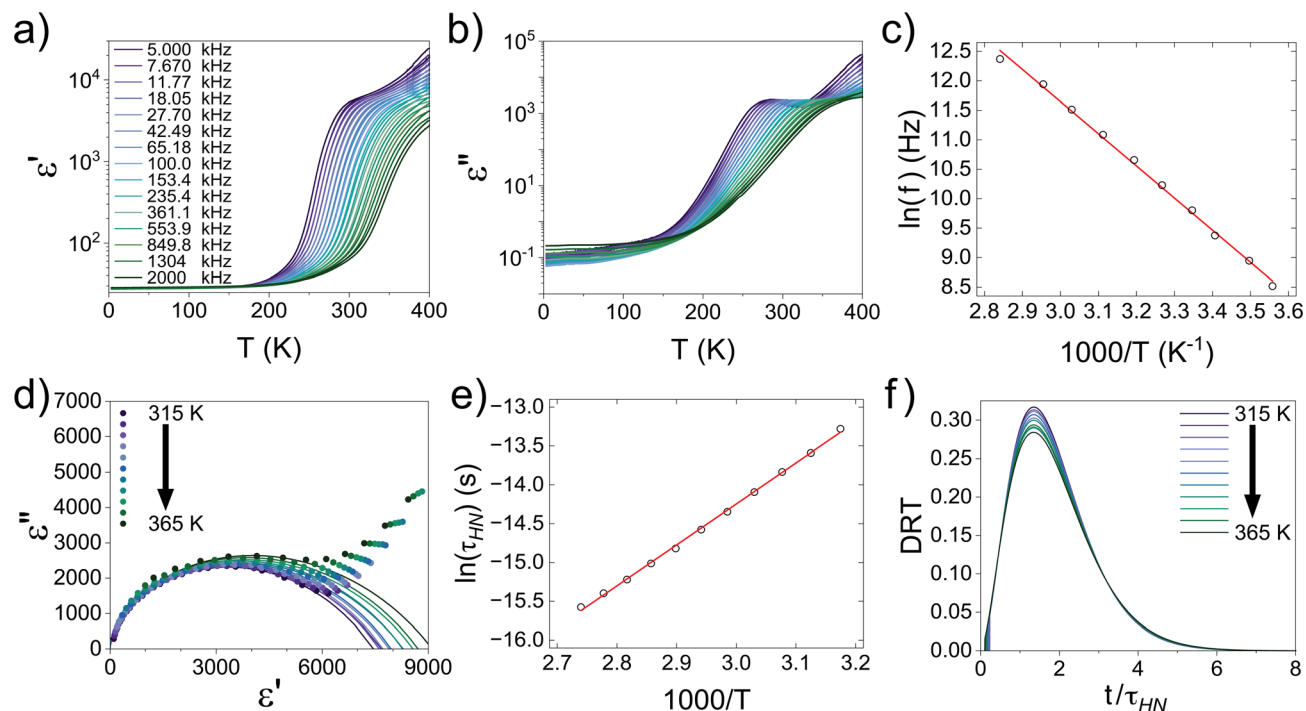 a)
ε'
10⁴
10³
10²
5.000 kHz
7.670 kHz
11.77 kHz
18.05 kHz
27.70 kHz
42.49 kHz
65.18 kHz
100.0 kHz
153.4 kHz
235.4 kHz
361.1 kHz
553.9 kHz
849.8 kHz
1304 kHz
2000 kHz
0 100 200 300 400
T (K)
b)
ε''
10⁵
10³
10¹
10⁻¹
0 100 200 300 400
T (K)
c)
ln(f) (Hz)
12.5
12.0
11.5
11.0
10.5
10.0
9.5
9.0
8.5
2.8 2.9 3.0 3.1 3.2 3.3 3.4 3.5 3.6
1000/T (K⁻¹)
d)
ε''
7000
6000
5000
4000
3000
2000
1000
0
315 K
365 K
0 3000 6000 9000
ε'
e)
ln(τHN) (s)
−13.0
−13.5
−14.0
−14.5
−15.0
−15.5
−16.0
2.7 2.8 2.9 3.0 3.1 3.2
1000/T
f)
DRT
0.30
0.25
0.20
0.15
0.10
0.05
0.00
315 K
365 K
0 2 4 6 8
t/τHN